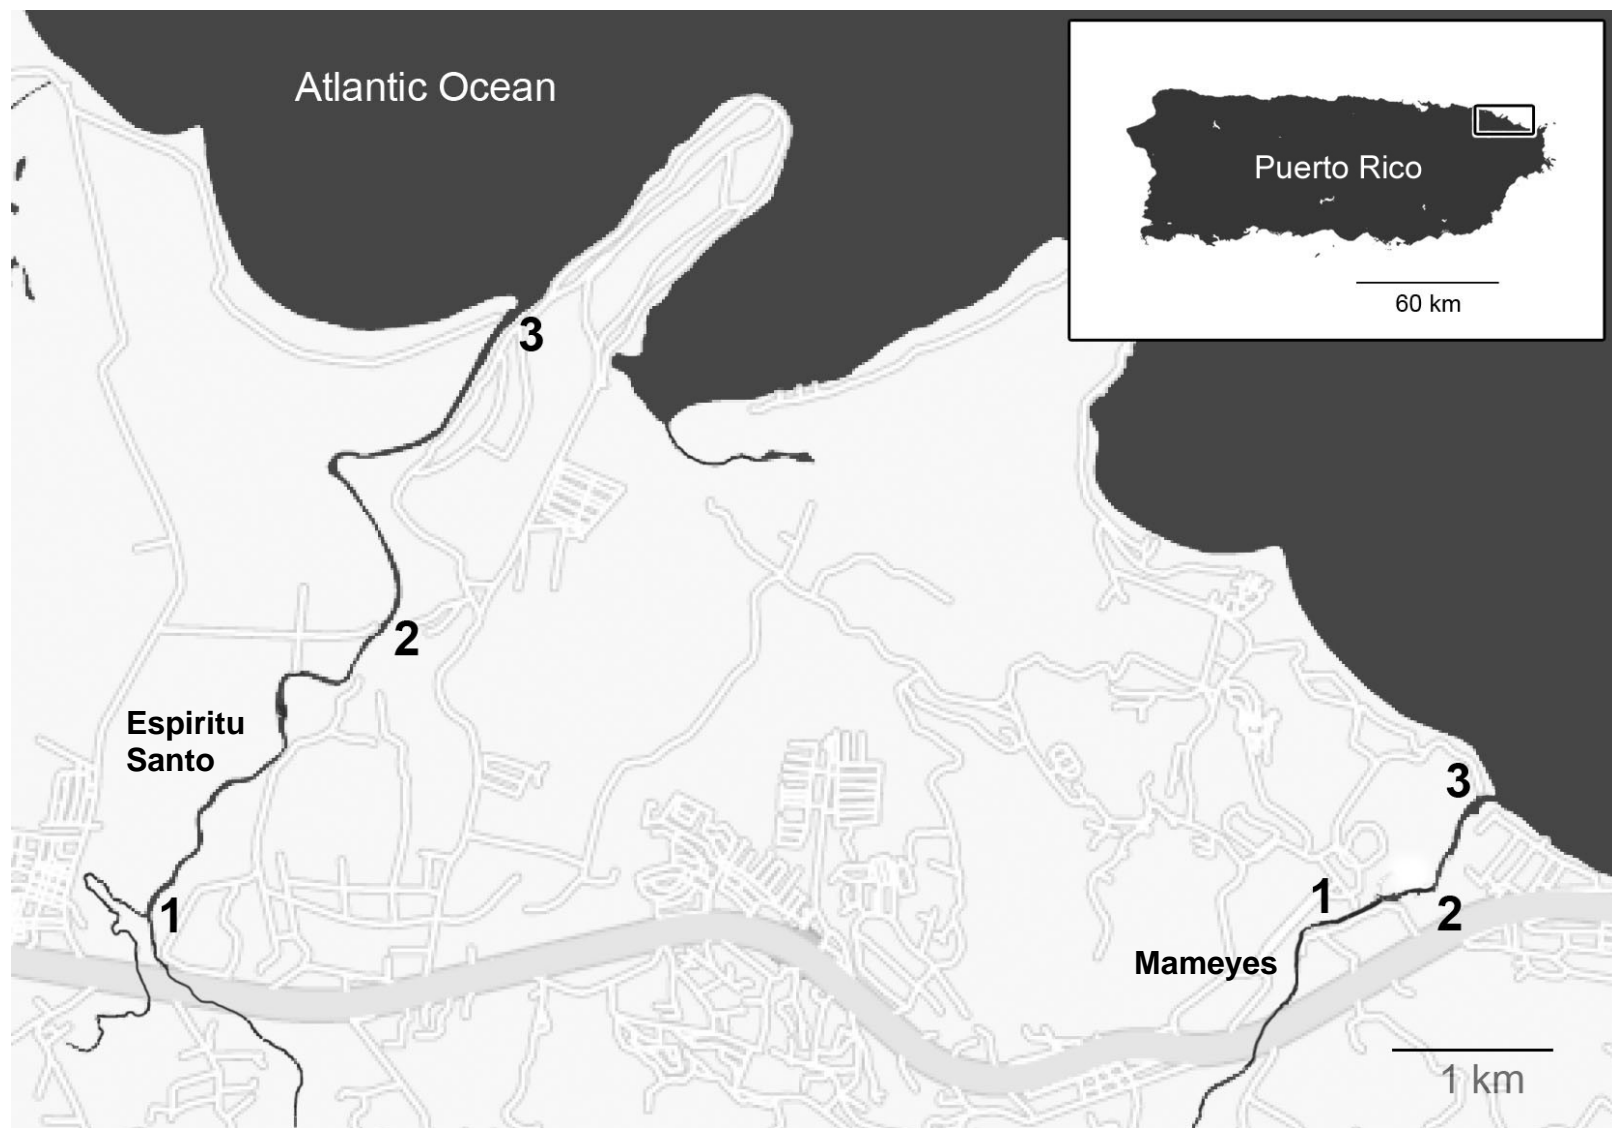 Atlantic Ocean
Puerto Rico
60 km
3
2
Espiritu
Santo
1
3
1
2
Mameyes
1 km